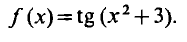 f (x) = tg (x² + 3).